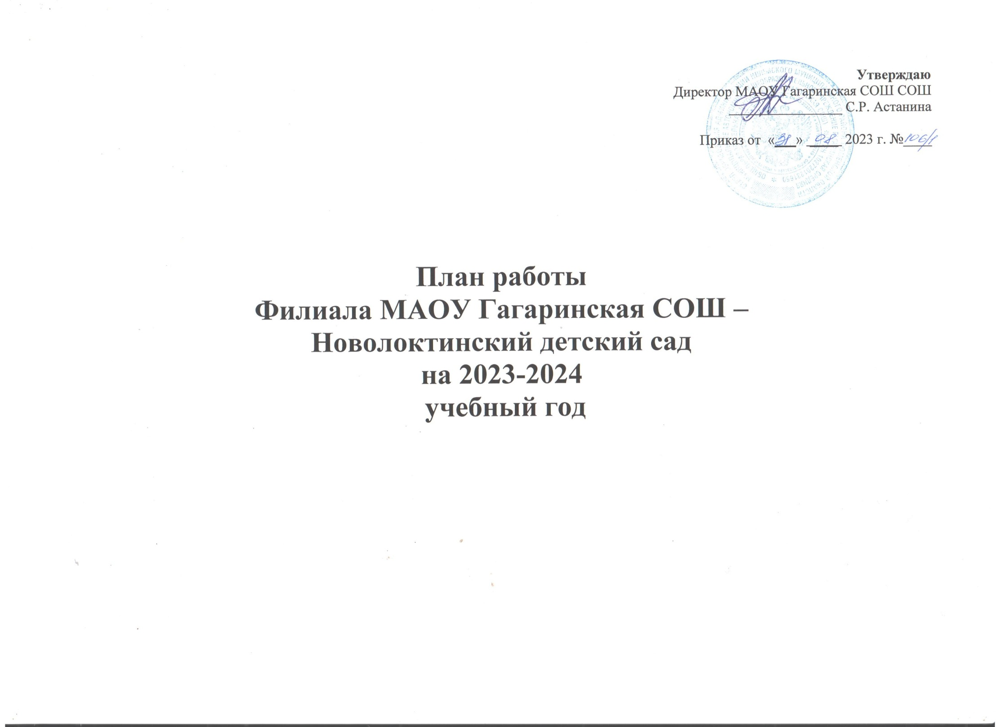 Утверждаю
Директор МАОУ Гагаринская СОШ СОШ
________________ С.Р. Астанина
Приказ от «31» 08 2023 г. №106/1
План работы
Филиала МАОУ Гагаринская СОШ –
Новолоктинский детский сад
на 2023-2024
учебный год